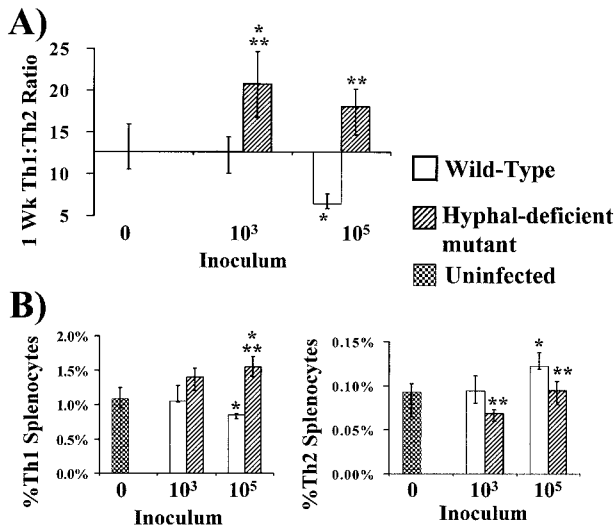 A)
1 Wk Th1:Th2 Ratio
25
20
15
10
5
*
**
**
*
0
10³
10⁵
Inoculum
Wild-Type
Hyphal-deficient
mutant
Uninfected
B)
%Th1 Splenocytes
2.0%
1.5%
1.0%
0.5%
0.0%
*
**
*
0
10³
10⁵
Inoculum
%Th2 Splenocytes
0.15%
0.10%
0.05%
0.00%
*
**
**
0
10³
10⁵
Inoculum